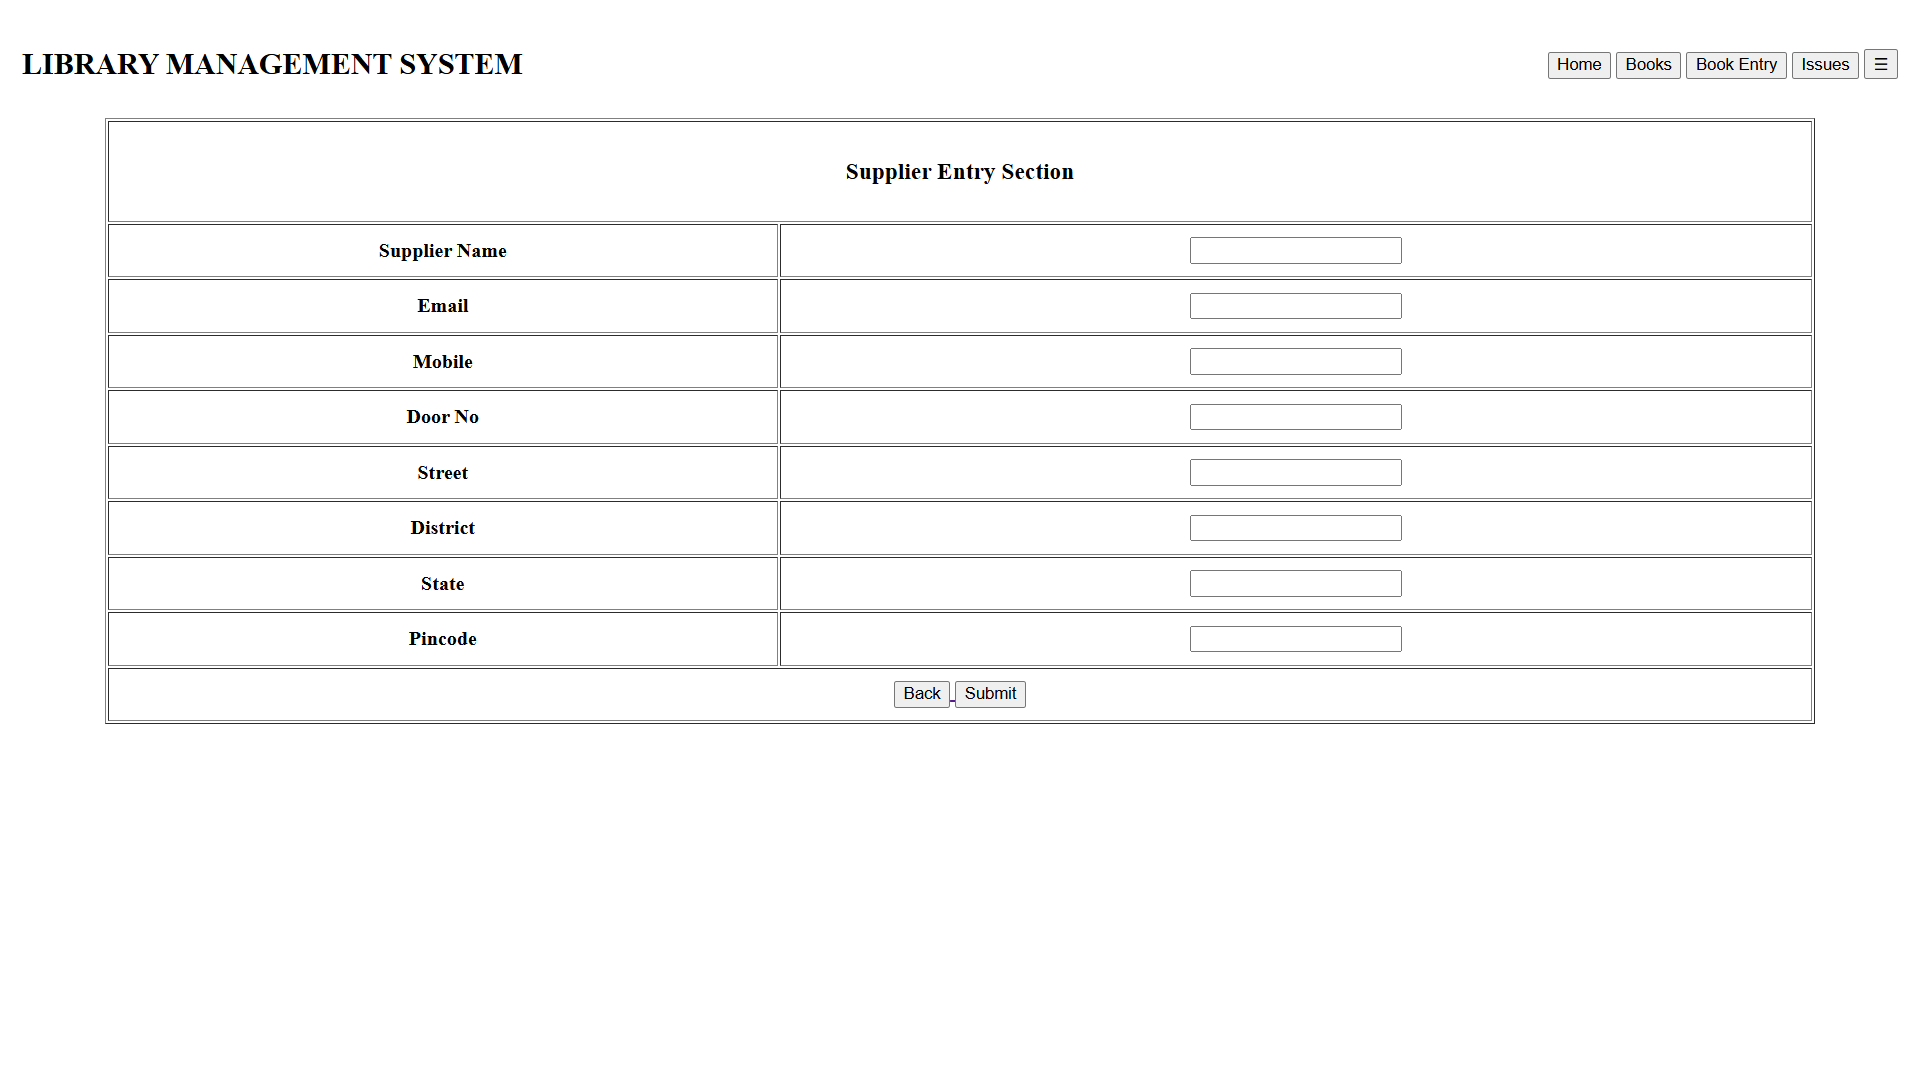 LIBRARY MANAGEMENT SYSTEM
Home Books Book Entry Issues ☰
Supplier Entry Section
Supplier Name
Email
Mobile
Door No
Street
District
State
Pincode
Back Submit